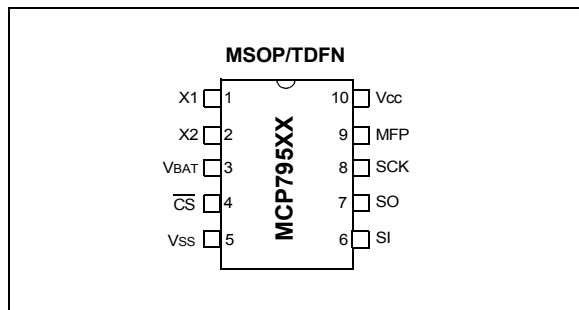 MSOP/TDFN
X1 1 10 Vcc
X2 2 9 MFP
VBAT 3 8 SCK
CS 4 7 SO
Vss 5 6 SI
MCP795XX